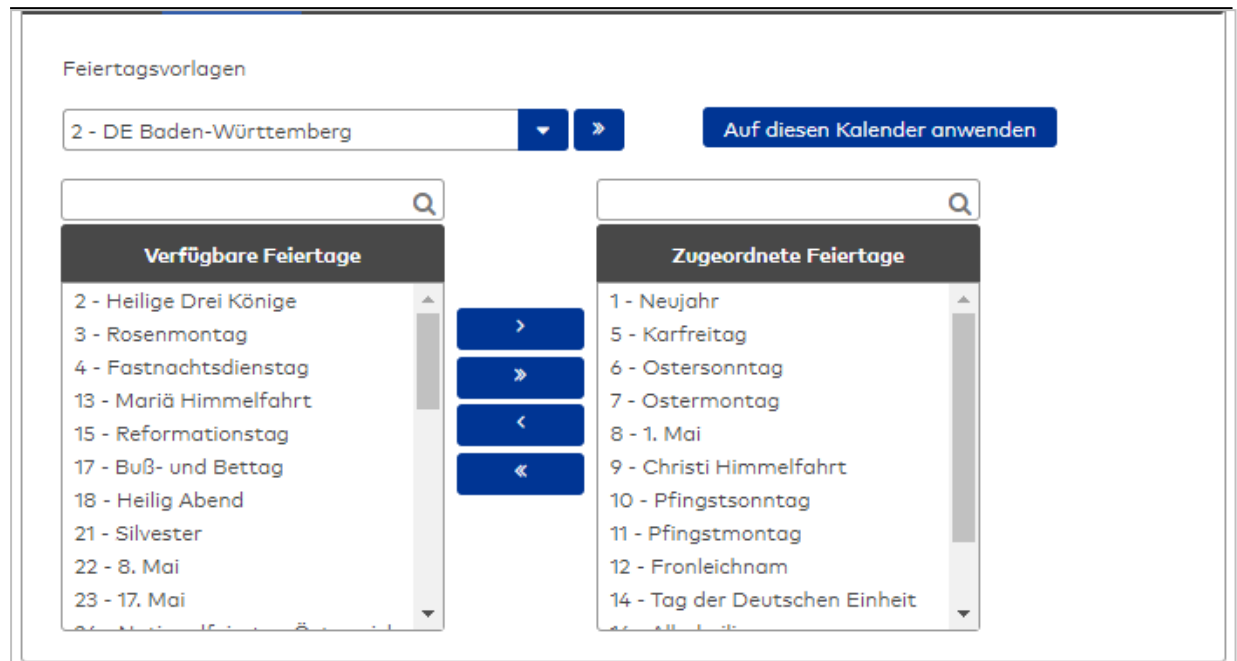 Feiertagsvorlagen
2 - DE Baden-Württemberg
Auf diesen Kalender anwenden
Verfügbare Feiertage
2 - Heilige Drei Könige
3 - Rosenmontag
4 - Fastnachtsdienstag
13 - Mariä Himmelfahrt
15 - Reformationstag
17 - Buß- und Bettag
18 - Heilig Abend
21 - Silvester
22 - 8. Mai
23 - 17. Mai
Zugeordnete Feiertage
1 - Neujahr
5 - Karfreitag
6 - Ostersonntag
7 - Ostermontag
8 - 1. Mai
9 - Christi Himmelfahrt
10 - Pfingstsonntag
11 - Pfingstmontag
12 - Fronleichnam
14 - Tag der Deutschen Einheit